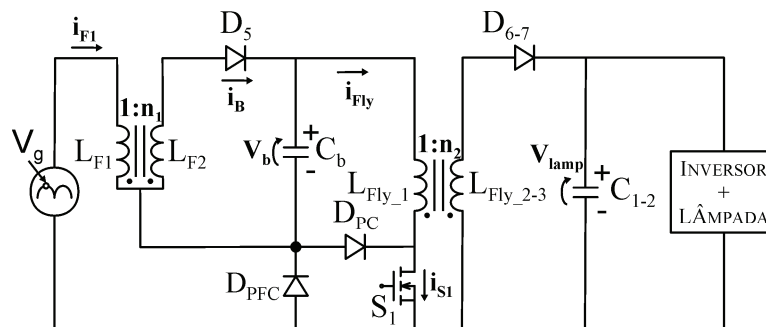 i_F1
D_5
D_6-7
i_B
i_Fly
1:n_1
1:n_2
V_g
L_F1
L_F2
V_b
+
C_b
-
V_lamp
+
C_1-2
-
INVERSOR
+
LÂMPADA
L_Fly_1
L_Fly_2-3
D_PC
D_PFC
S_1
i_S1